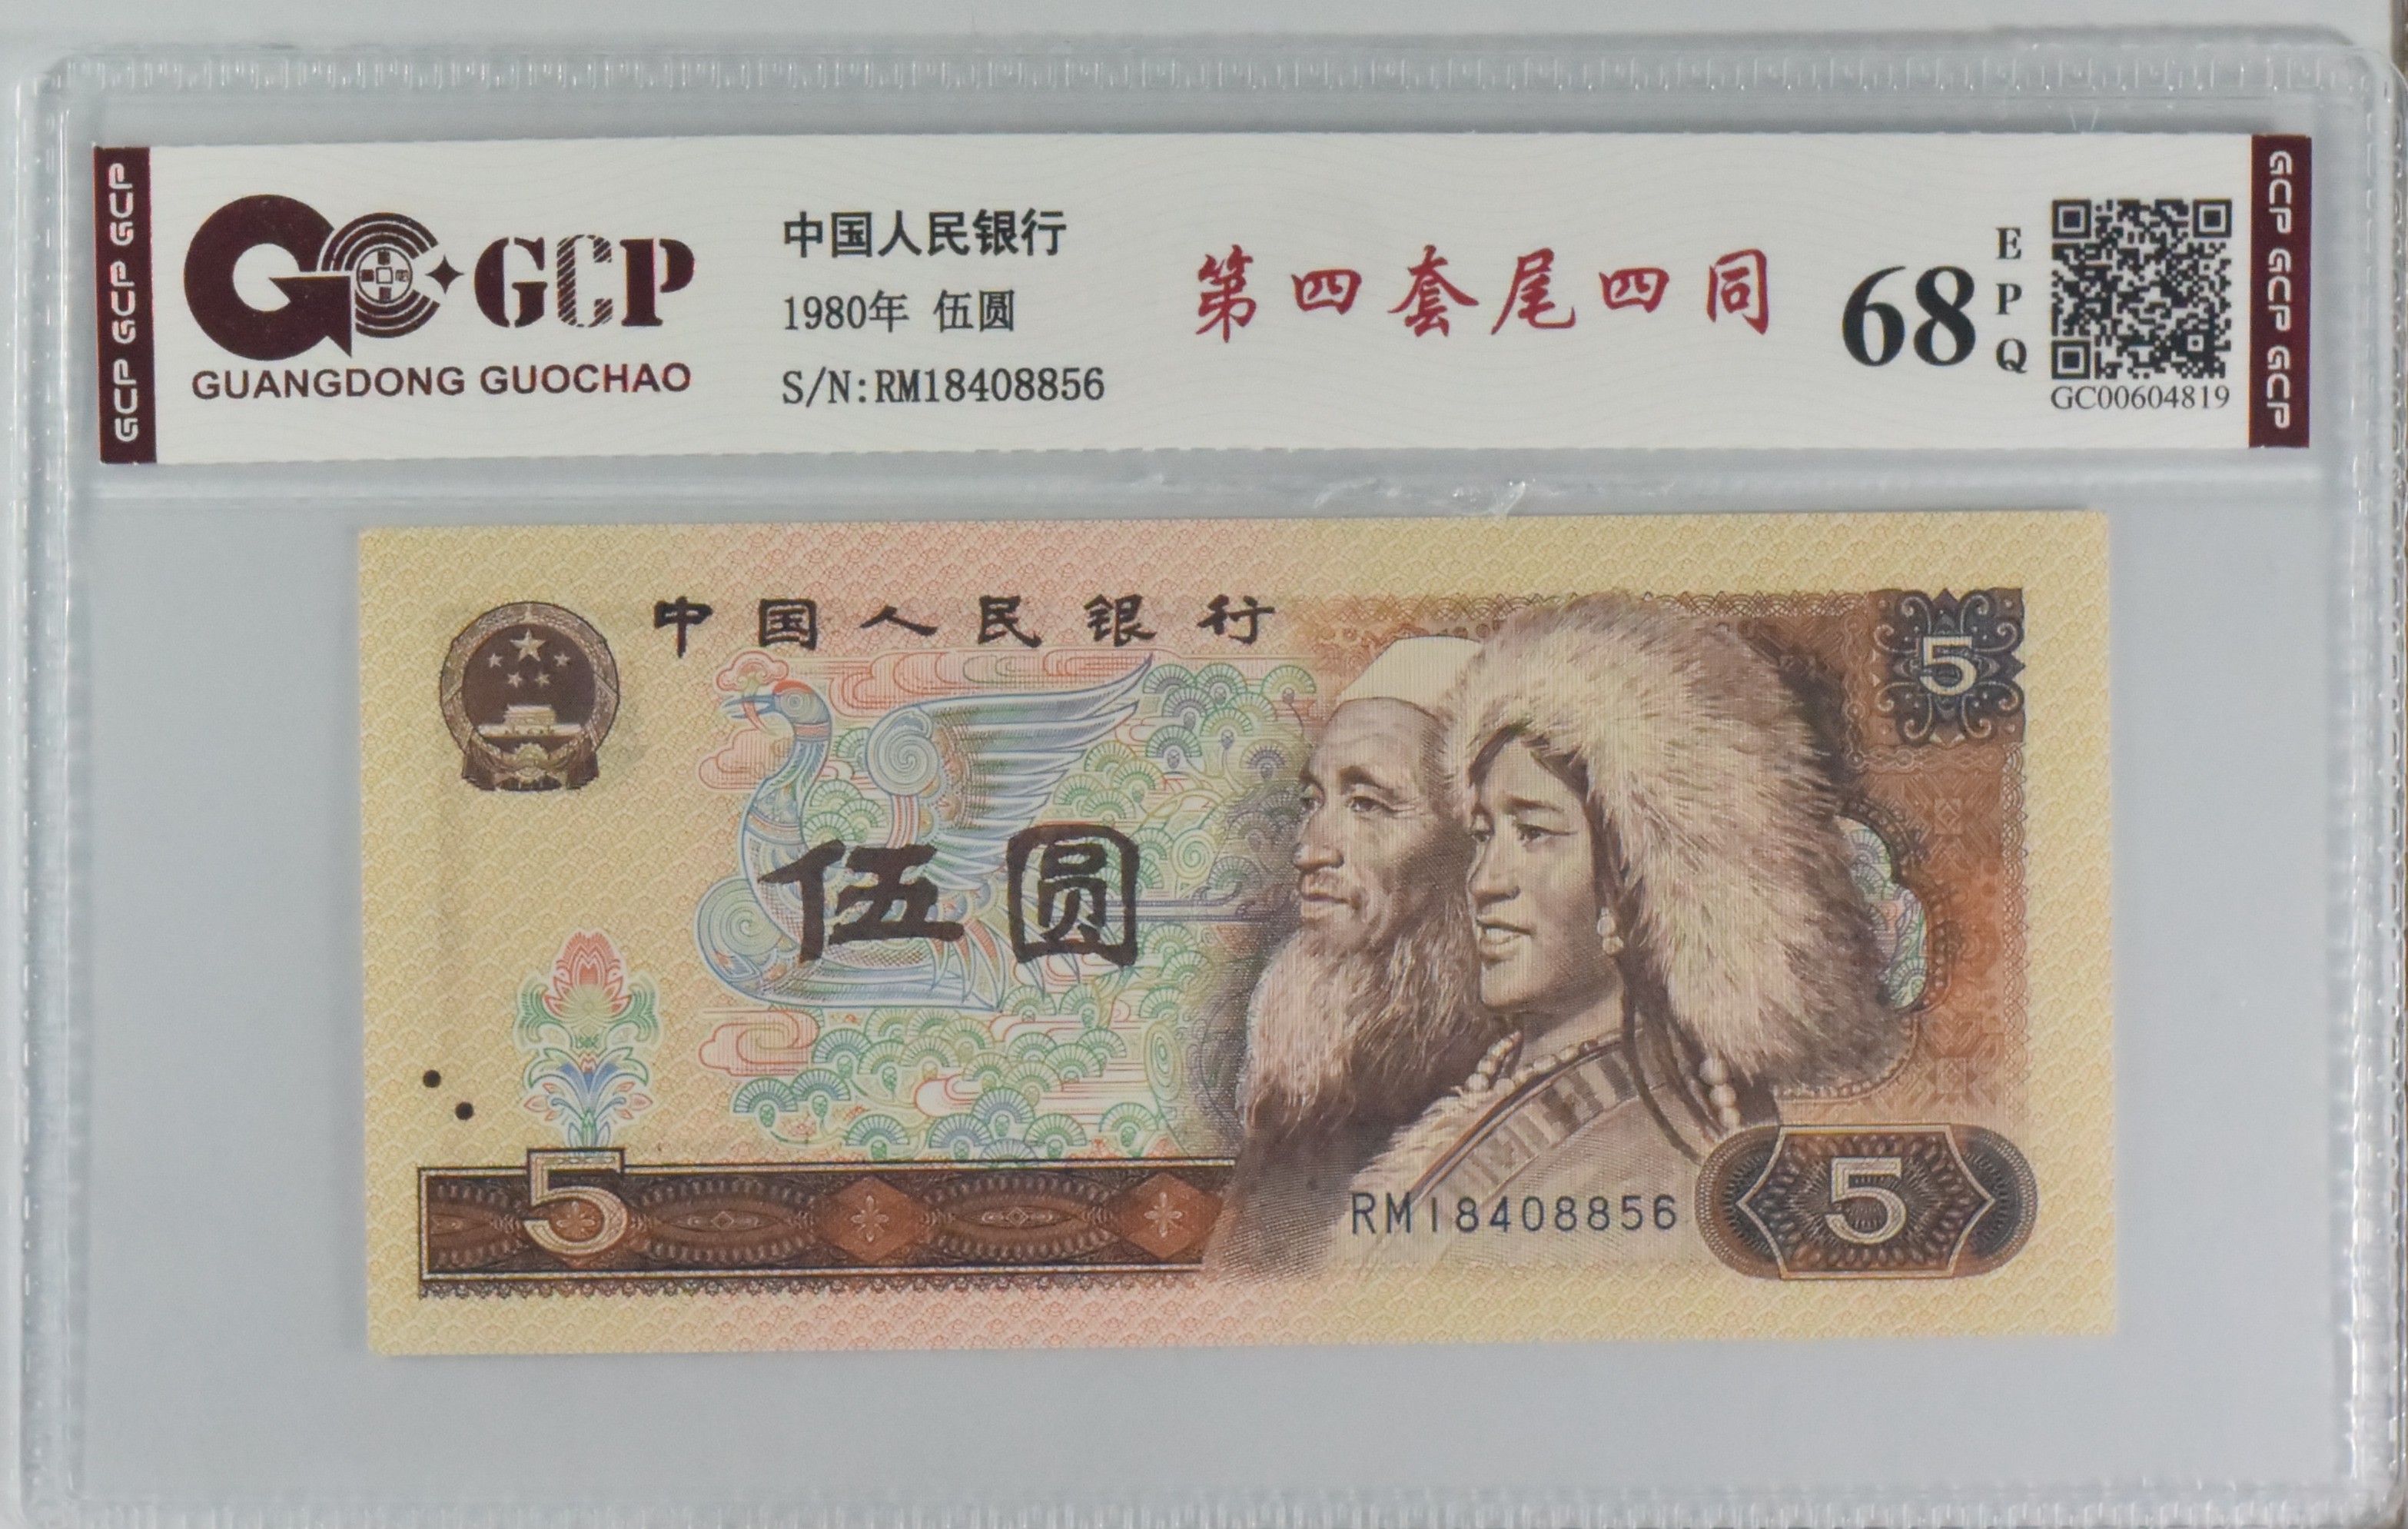 GCP GCP GCP
GCP
GUANGDONG GUOCHAO
中国人民银行
1980年 伍圆
S/N:RM18408856
第四套尾四同
68
EPQ
GC00604819
GCP GCP GCP
中国人民银行
5
伍圆
5
RM18408856
5